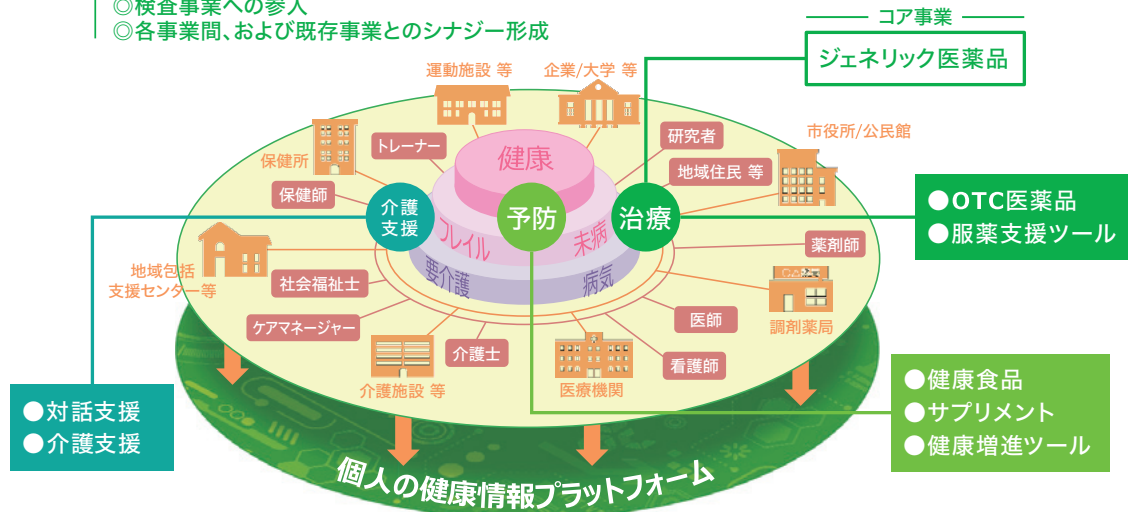 ◎検査事業への参入
◎各事業間、および既存事業とのシナジー形成
コア事業
ジェネリック医薬品
運動施設 等
企業/大学 等
市役所/公民館
保健所
トレーナー
研究者
地域住民 等
保健師
健康
介護
支援
予防
治療
フレイル
未病
要介護
病気
●OTC医薬品
●服薬支援ツール
薬剤師
地域包括
支援センター等
社会福祉士
ケアマネージャー
介護士
医師
看護師
調剤薬局
介護施設 等
医療機関
●対話支援
●介護支援
●健康食品
●サプリメント
●健康増進ツール
個人の健康情報プラットフォーム